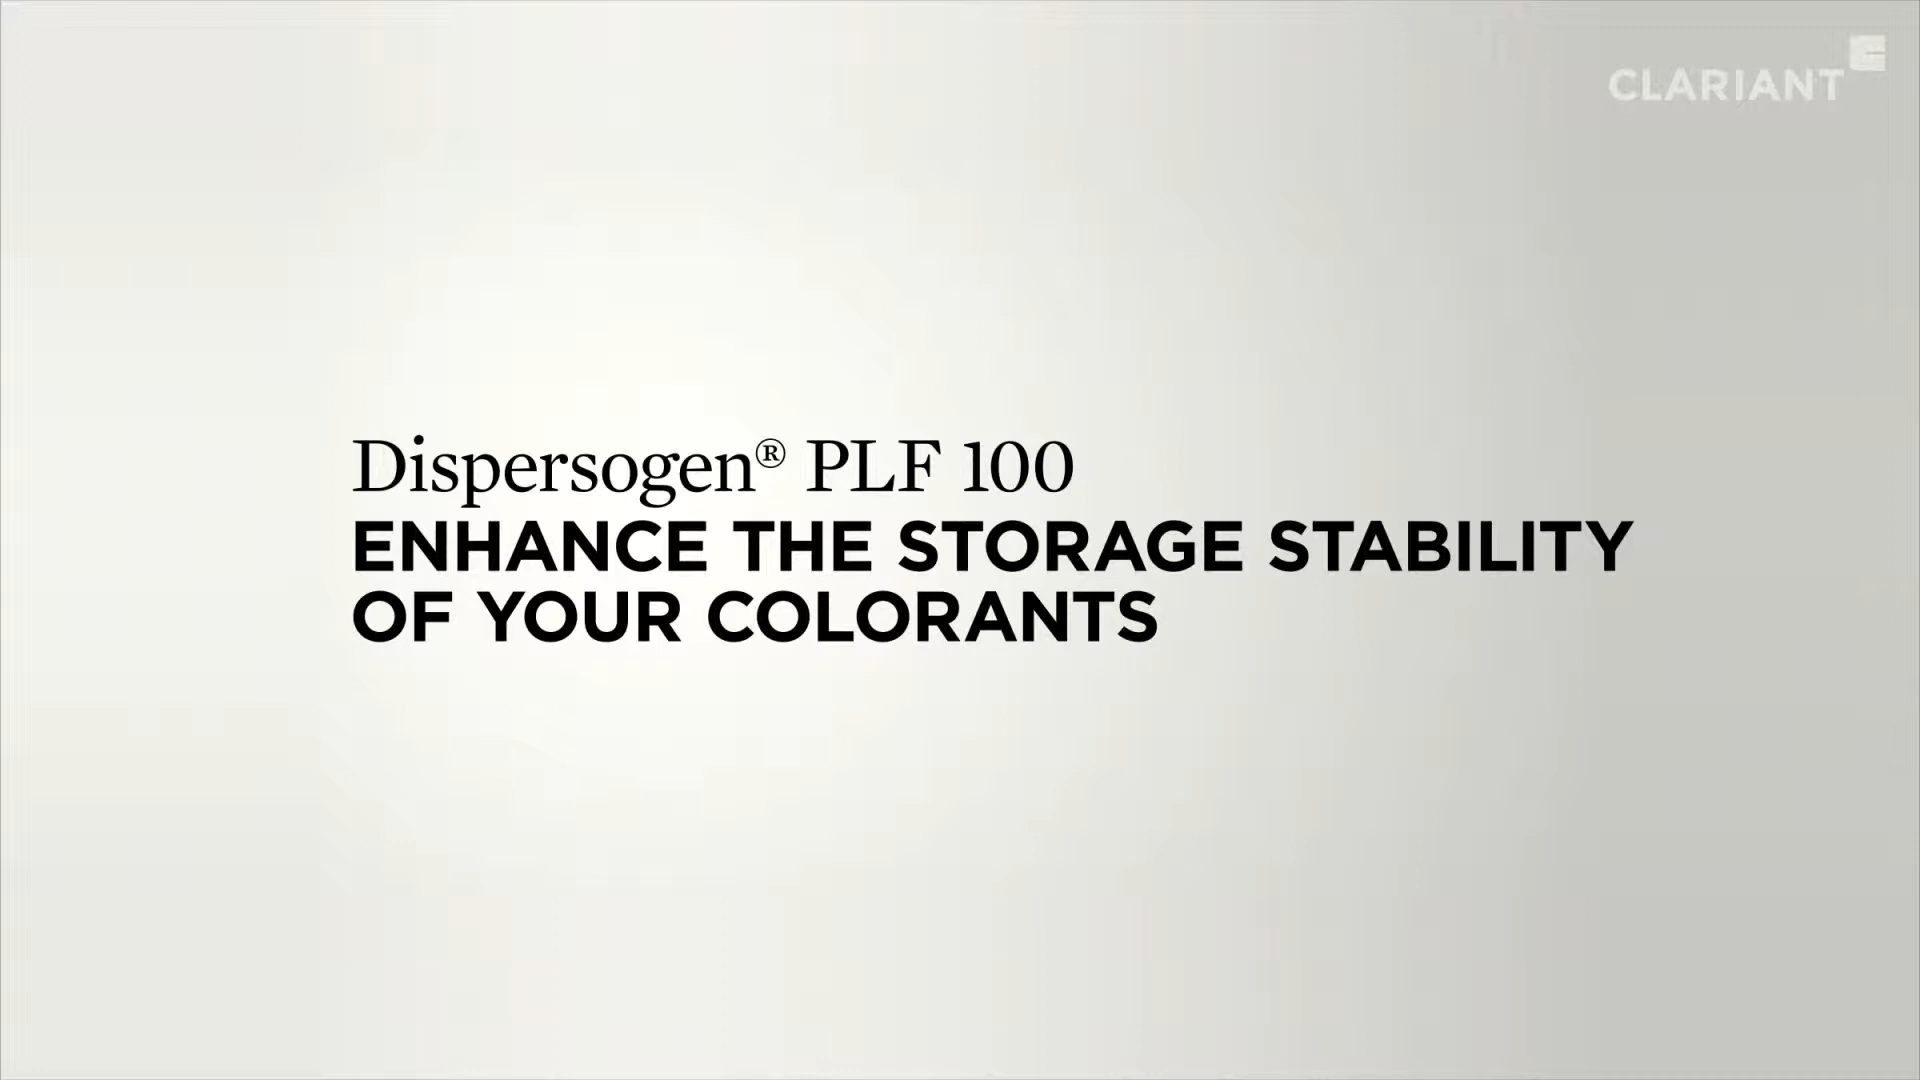 CLARIANT
Dispersogen® PLF 100
ENHANCE THE STORAGE STABILITY
OF YOUR COLORANTS